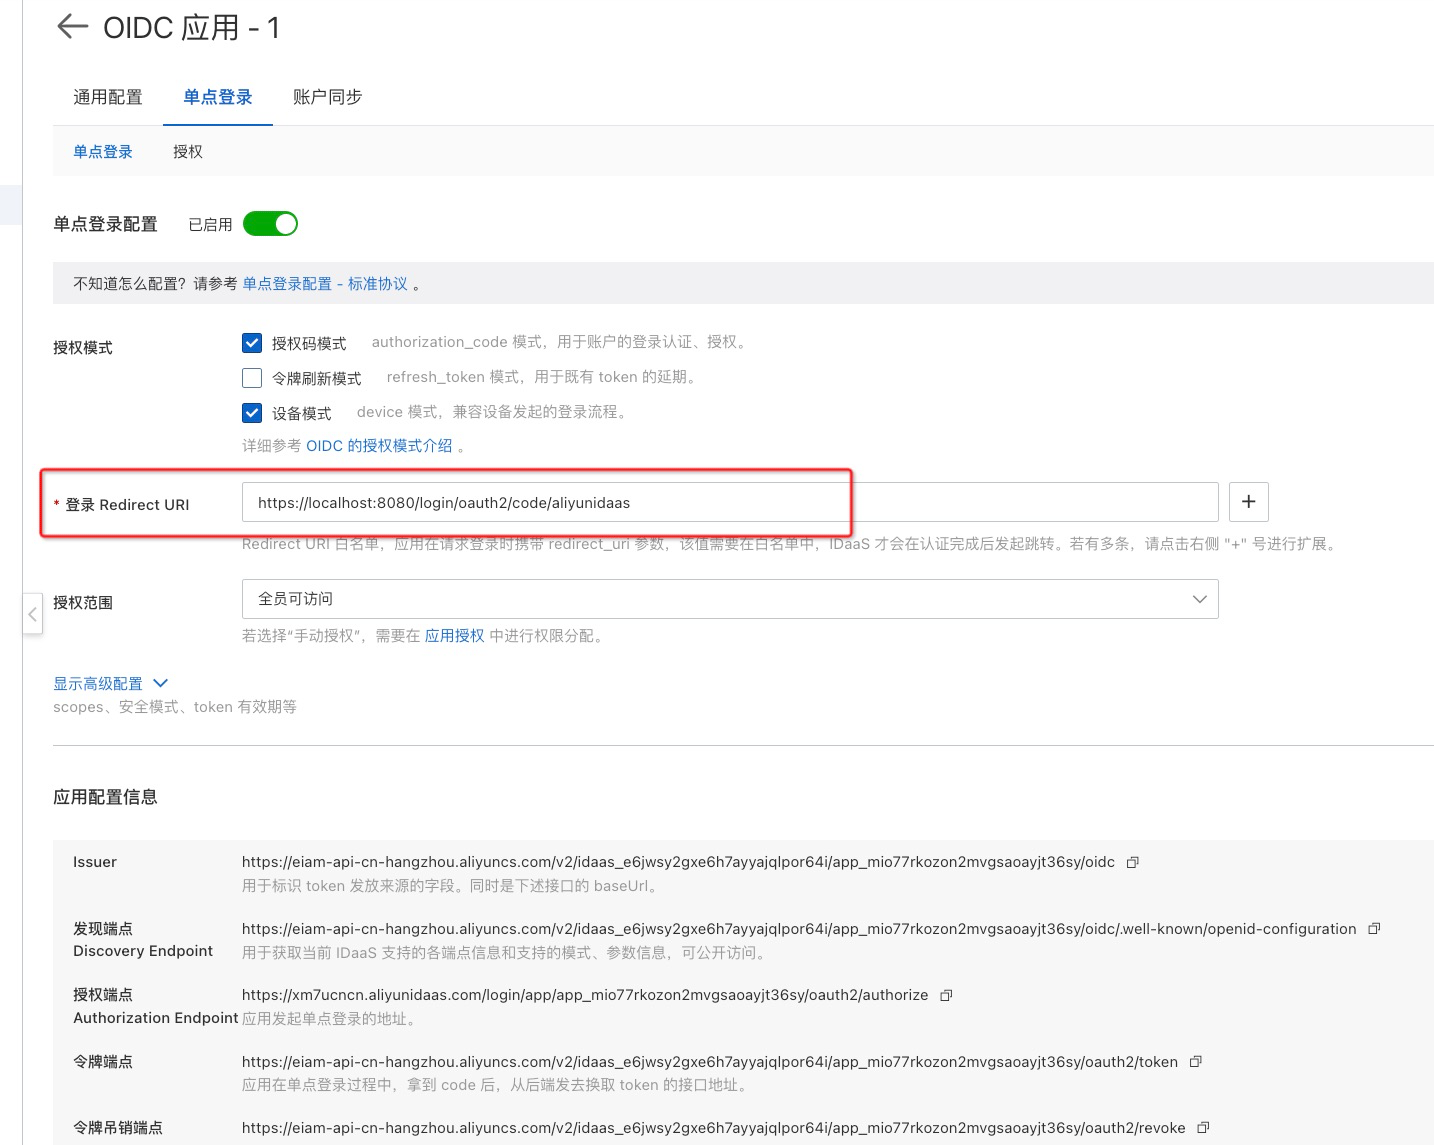 OIDC 应用 - 1
通用配置 单点登录 账户同步
单点登录 授权
单点登录配置 已启用
不知道怎么配置？请参考 单点登录配置 - 标准协议 。
授权模式
授权码模式 authorization_code 模式，用于账户的登录认证、授权。
令牌刷新模式 refresh_token 模式，用于既有 token 的延期。
设备模式 device 模式，兼容设备发起的登录流程。
详细参考 OIDC 的授权模式介绍 。
* 登录 Redirect URI https://localhost:8080/login/oauth2/code/aliyunidaas +
Redirect URI 白名单，应用在请求登录时携带 redirect_uri 参数，该值需要在白名单中，IDaaS 才会在认证完成后发起跳转。若有多条，请点击右侧 "+" 号进行扩展。
授权范围 全员可访问
若选择“手动授权”，需要在 应用授权 中进行权限分配。
显示高级配置
scopes、安全模式、token 有效期等
应用配置信息
Issuer https://eiam-api-cn-hangzhou.aliyuncs.com/v2/idaas_e6jwsy2gxe6h7ayyajqlpor64i/app_mio77rkozon2mvgsaoayjt36sy/oidc
用于标识 token 发放来源的字段。同时是下述接口的 baseUrl。
发现端点 https://eiam-api-cn-hangzhou.aliyuncs.com/v2/idaas_e6jwsy2gxe6h7ayyajqlpor64i/app_mio77rkozon2mvgsaoayjt36sy/oidc/.well-known/openid-configuration
Discovery Endpoint 用于获取当前 IDaaS 支持的各端点信息和支持的模式、参数信息，可公开访问。
授权端点 https://xm7ucncn.aliyunidaas.com/login/app/app_mio77rkozon2mvgsaoayjt36sy/oauth2/authorize
Authorization Endpoint 应用发起单点登录的地址。
令牌端点 https://eiam-api-cn-hangzhou.aliyuncs.com/v2/idaas_e6jwsy2gxe6h7ayyajqlpor64i/app_mio77rkozon2mvgsaoayjt36sy/oauth2/token
应用在单点登录过程中，拿到 code 后，从后端发去换取 token 的接口地址。
令牌吊销端点 https://eiam-api-cn-hangzhou.aliyuncs.com/v2/idaas_e6jwsy2gxe6h7ayyajqlpor64i/app_mio77rkozon2mvgsaoayjt36sy/oauth2/revoke